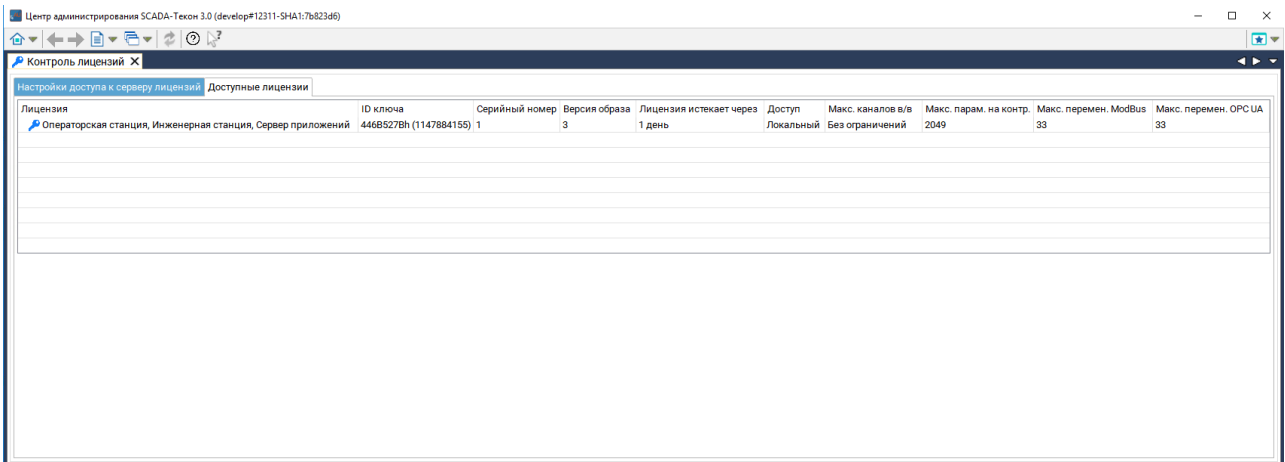 Центр администрирования SCADA-Текон 3.0 (develop#12311-SHA1:7b823d6)
Контроль лицензий
Настройки доступа к серверу лицензий Доступные лицензии
Лицензия ID ключа Серийный номер Версия образа Лицензия истекает через Доступ Макс. каналов в/в Макс. парам. на контр. Макс. перемен. ModBus Макс. перемен. OPC UA
Операторская станция, Инженерная станция, Сервер приложений 446B527Bh (1147884155) 1 3 1 день Локальный Без ограничений 2049 33 33